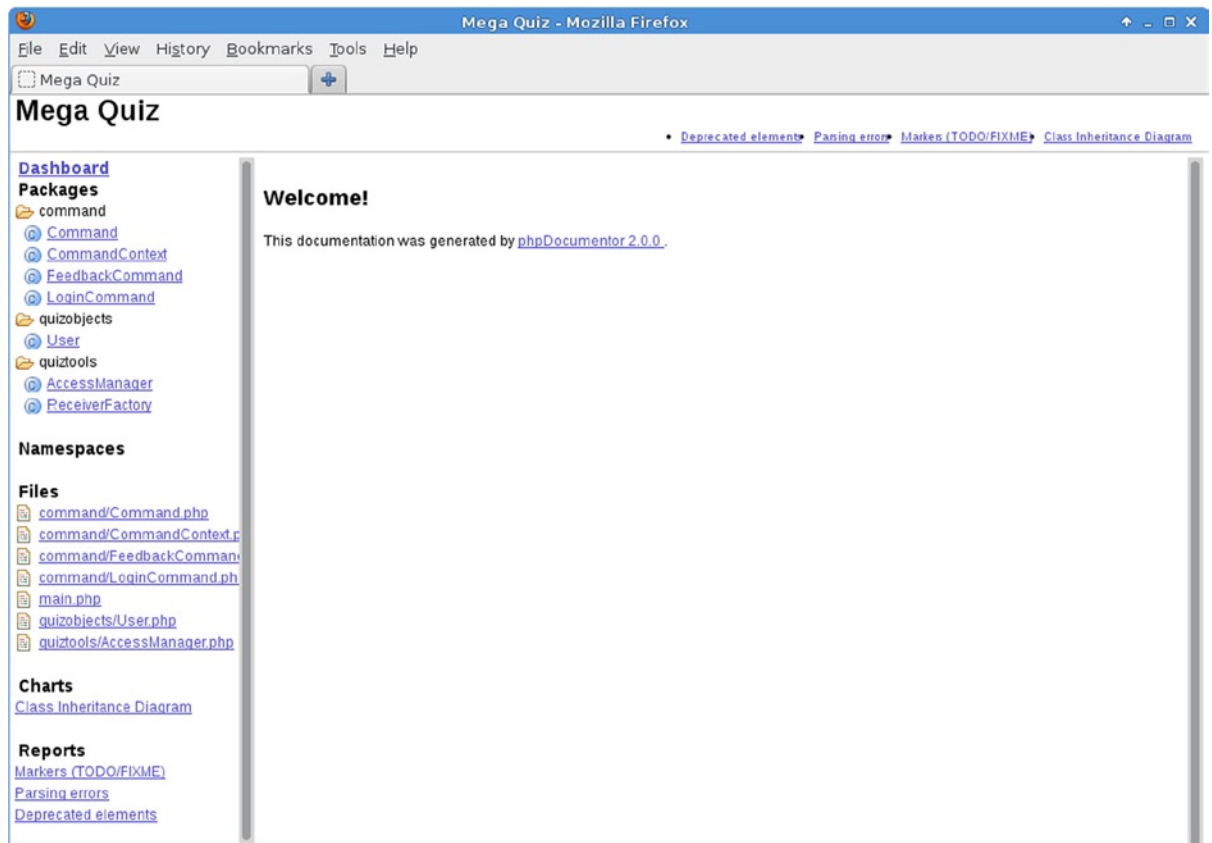 Mega Quiz - Mozilla Firefox
File Edit View History Bookmarks Tools Help
Mega Quiz
Mega Quiz
• Deprecated elements • Parsing errors • Markers (TODO/FIXME) • Class Inheritance Diagram
Dashboard
Packages
command
Command
CommandContext
FeedbackCommand
LoginCommand
quizobjects
User
quiztools
AccessManager
ReceiverFactory
Namespaces
Files
command/Command.php
command/CommandContext.p
command/FeedbackComman
command/LoginCommand.ph
main.php
quizobjects/User.php
quiztools/AccessManager.php
Charts
Class Inheritance Diagram
Reports
Markers (TODO/FIXME)
Parsing errors
Deprecated elements
Welcome!
This documentation was generated by phpDocumentor 2.0.0 .